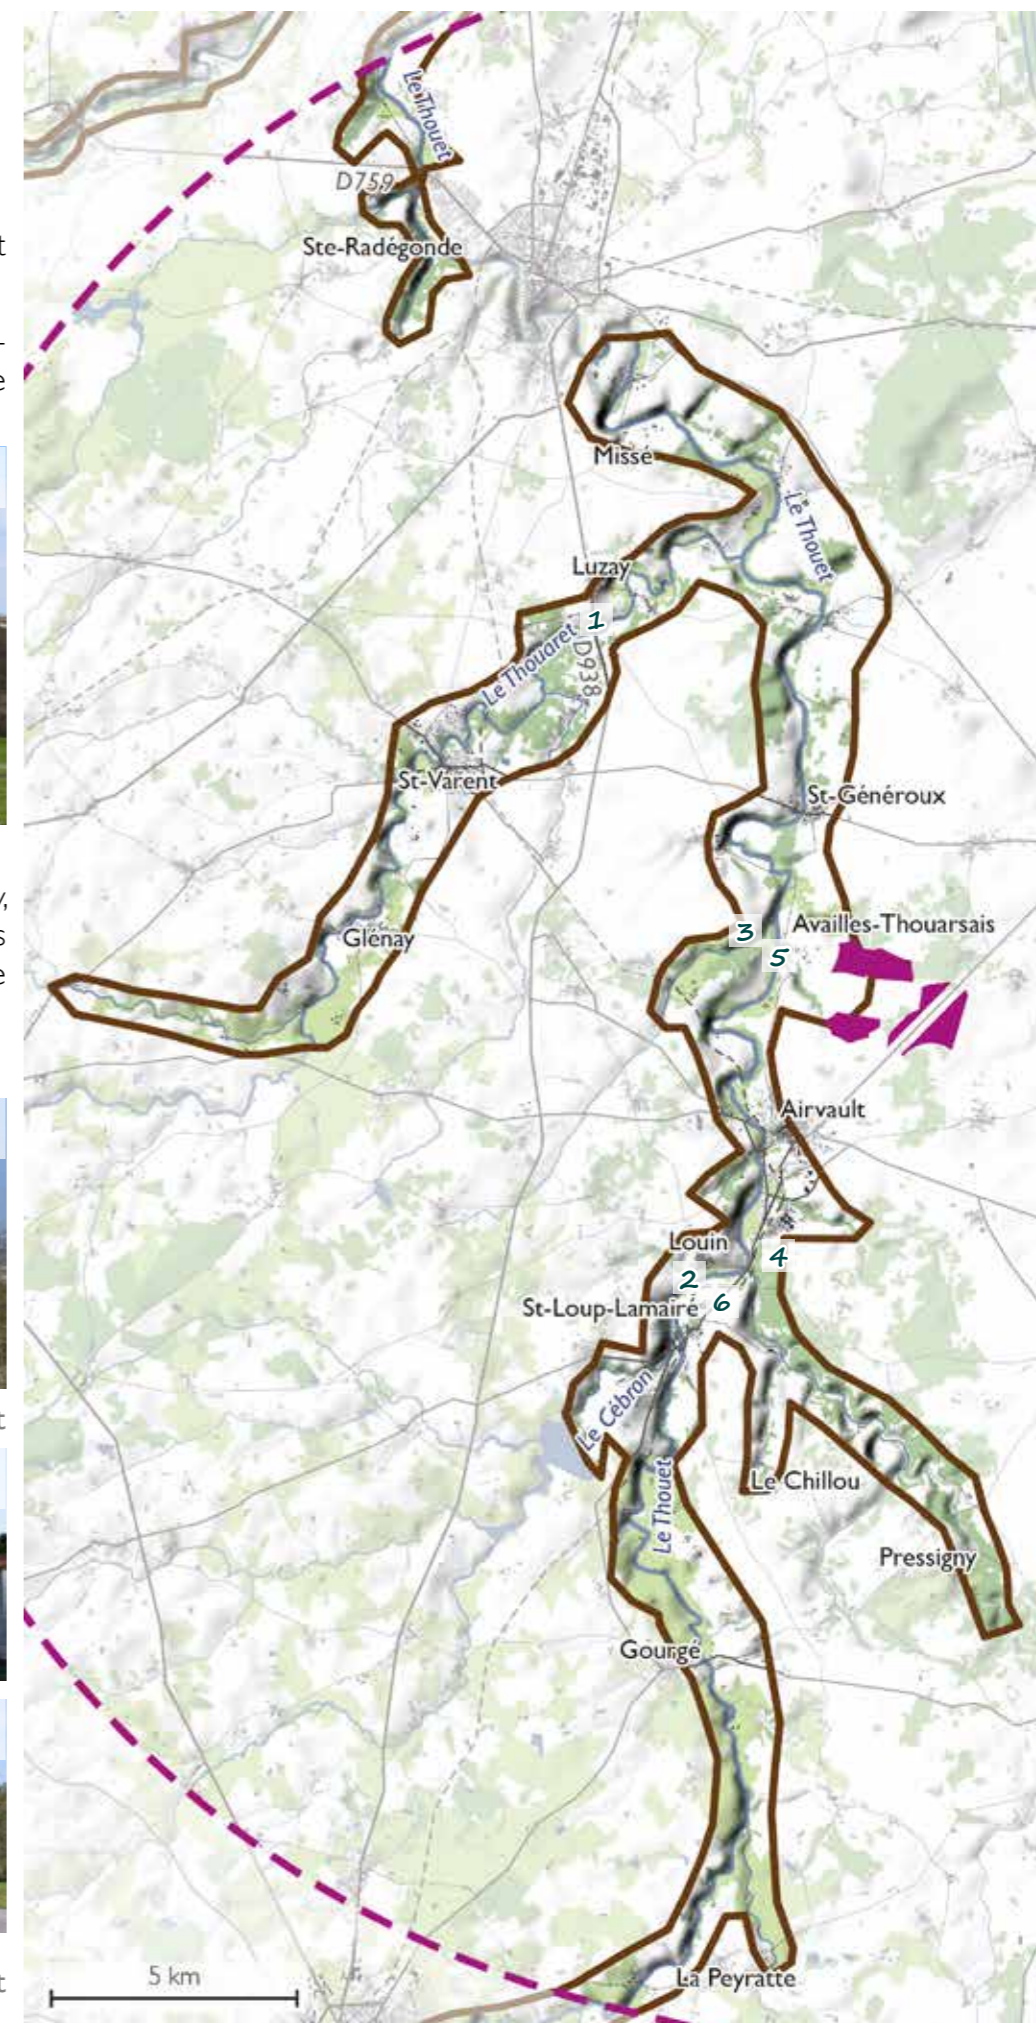 Le Thouet
t
D759
Ste-Radégonde
e
Missé
Le Thouet
Luzay
1
Le Thouaret
D938
St-Varent
St-Généroux
y,
s
e
3
Availles-Thouarsais
5
Glénay
Airvault
Louin
4
2
6
St-Loup-Lamairé
t
Le Cébron
Le Thouet
Le Chillou
Pressigny
Gourgé
5 km
t
La Peyratte